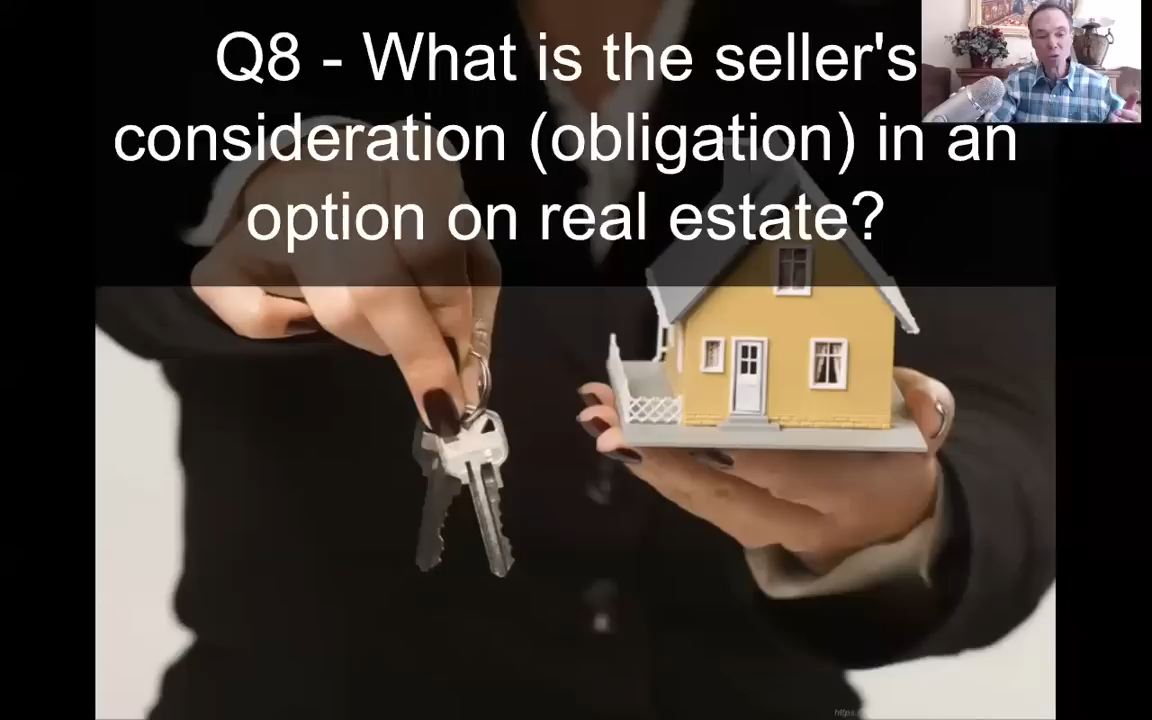 Q8 - What is the seller's
consideration (obligation) in an
option on real estate?